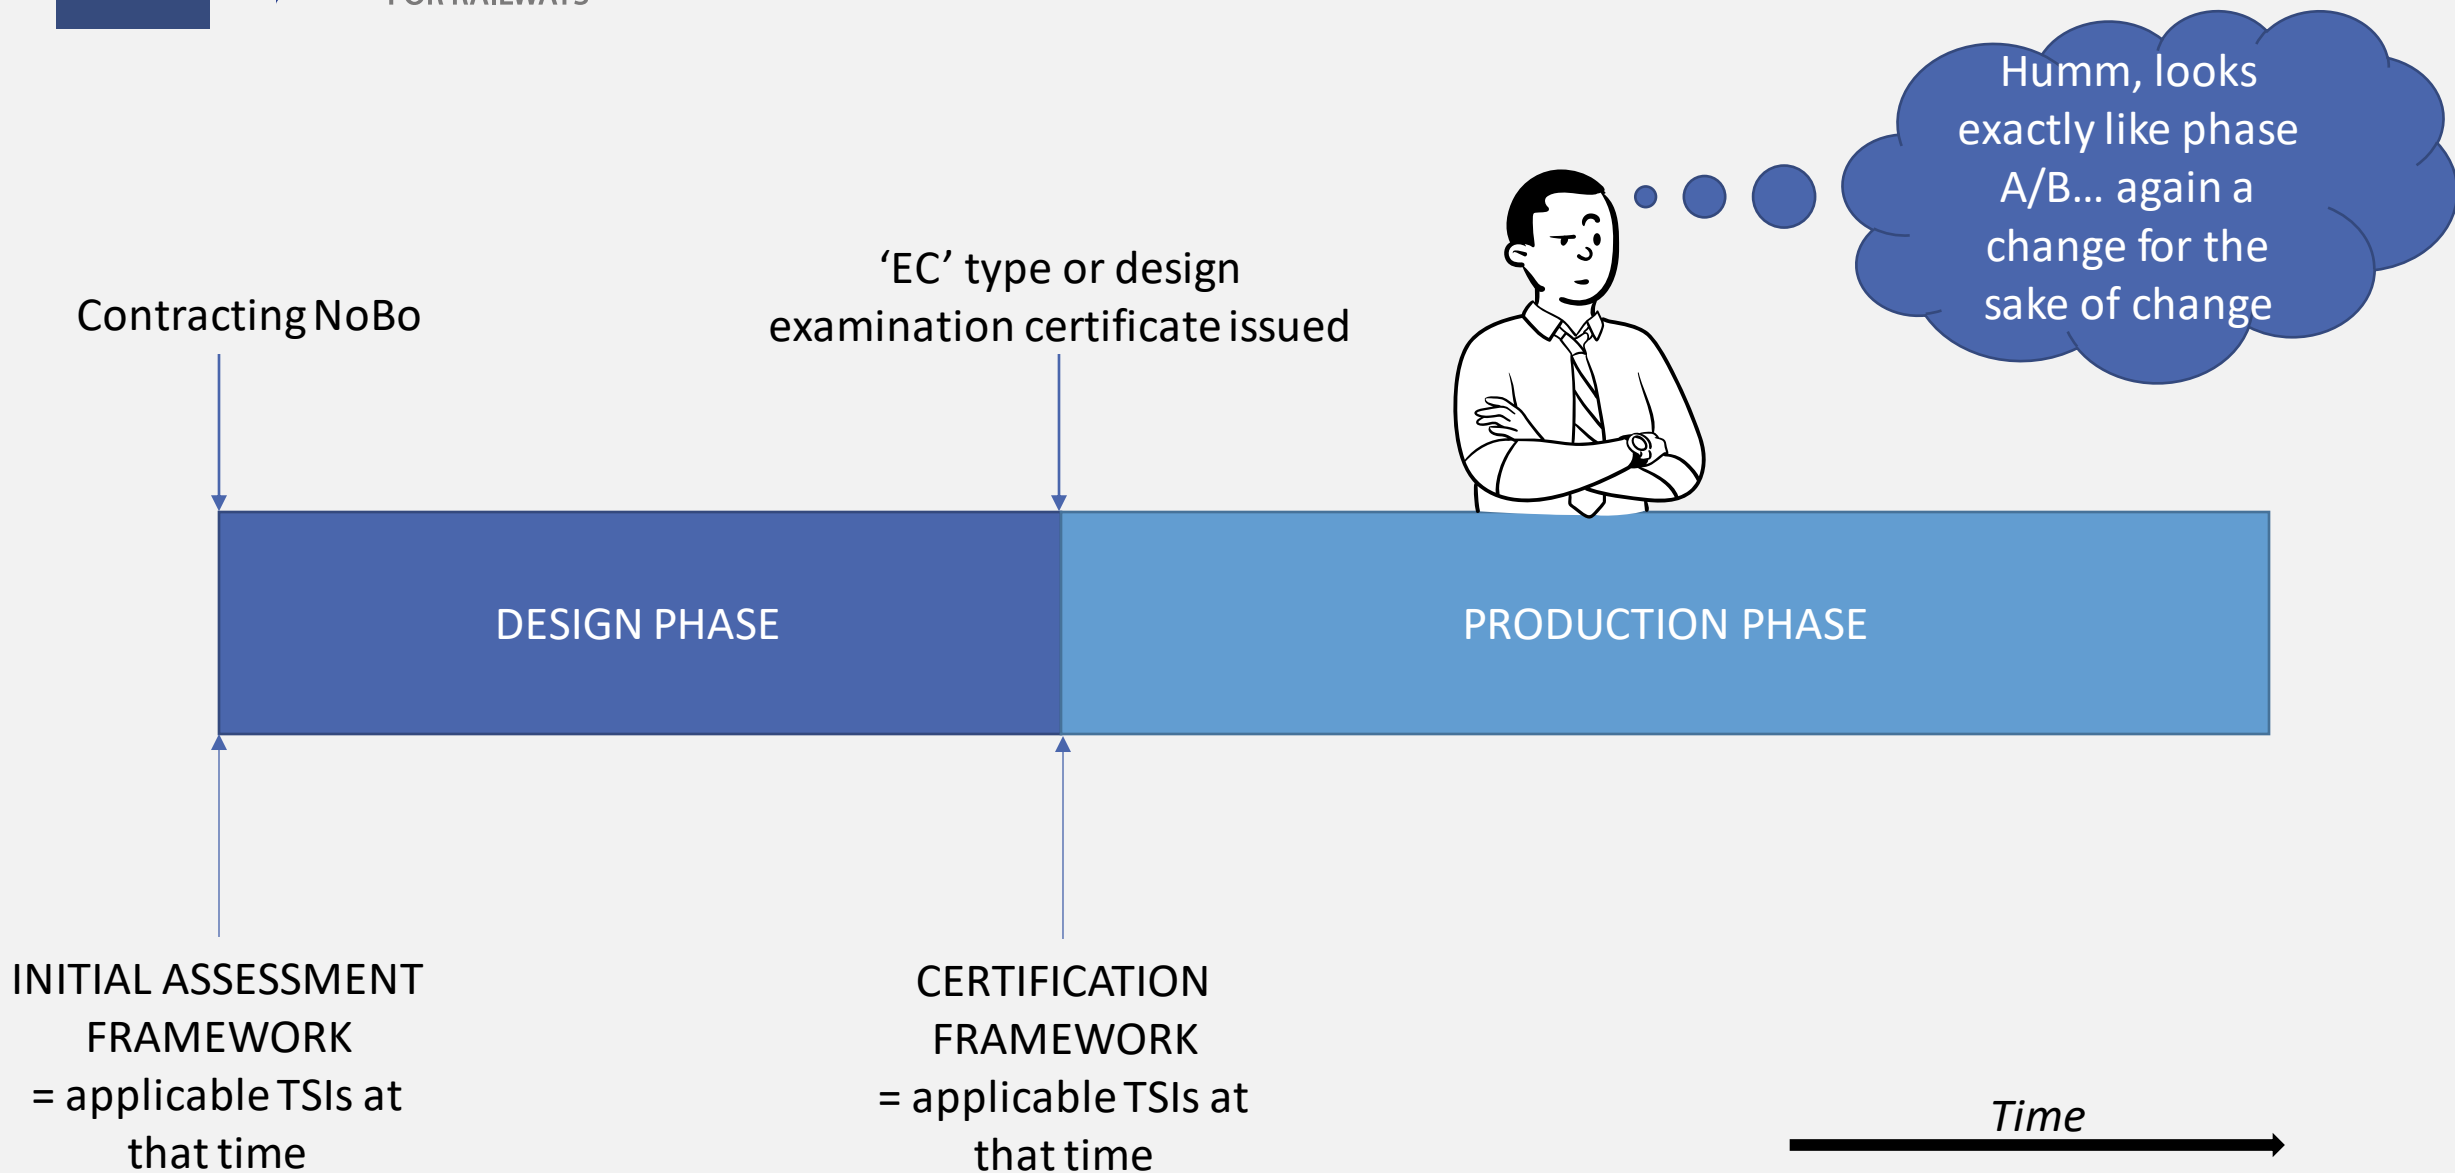 FOR RAILWAYS
Humm, looks
exactly like phase
A/B... again a
change for the
sake of change
Contracting NoBo
‘EC’ type or design
examination certificate issued
DESIGN PHASE
PRODUCTION PHASE
INITIAL ASSESSMENT
FRAMEWORK
= applicable TSIs at
that time
CERTIFICATION
FRAMEWORK
= applicable TSIs at
that time
Time